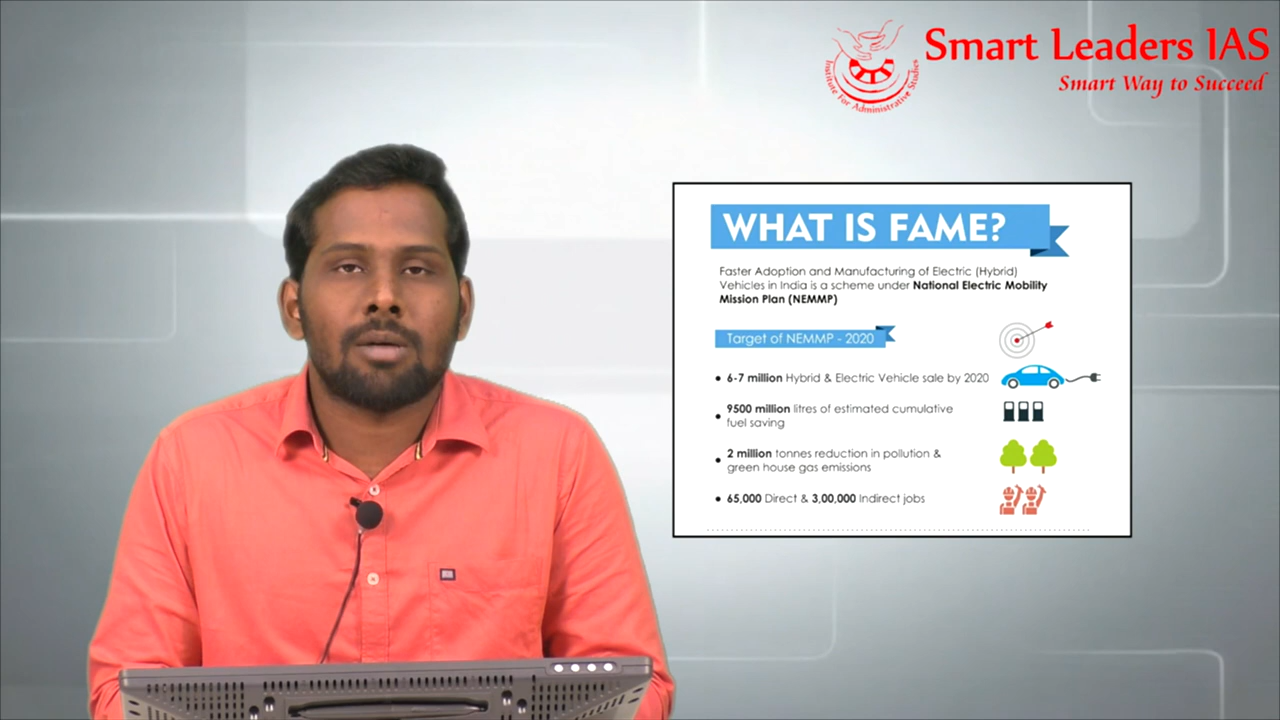 Smart Leaders IAS
Smart Way to Succeed
Institute For Administrative Studies
WHAT IS FAME?
Faster Adoption and Manufacturing of Electric (Hybrid)
Vehicles in India is a scheme under National Electric Mobility
Mission Plan (NEMMP)
Target of NEMMP - 2020
• 6-7 million Hybrid & Electric Vehicle sale by 2020
• 9500 million litres of estimated cumulative
fuel saving
• 2 million tonnes reduction in pollution &
green house gas emissions
• 65,000 Direct & 3,00,000 Indirect jobs